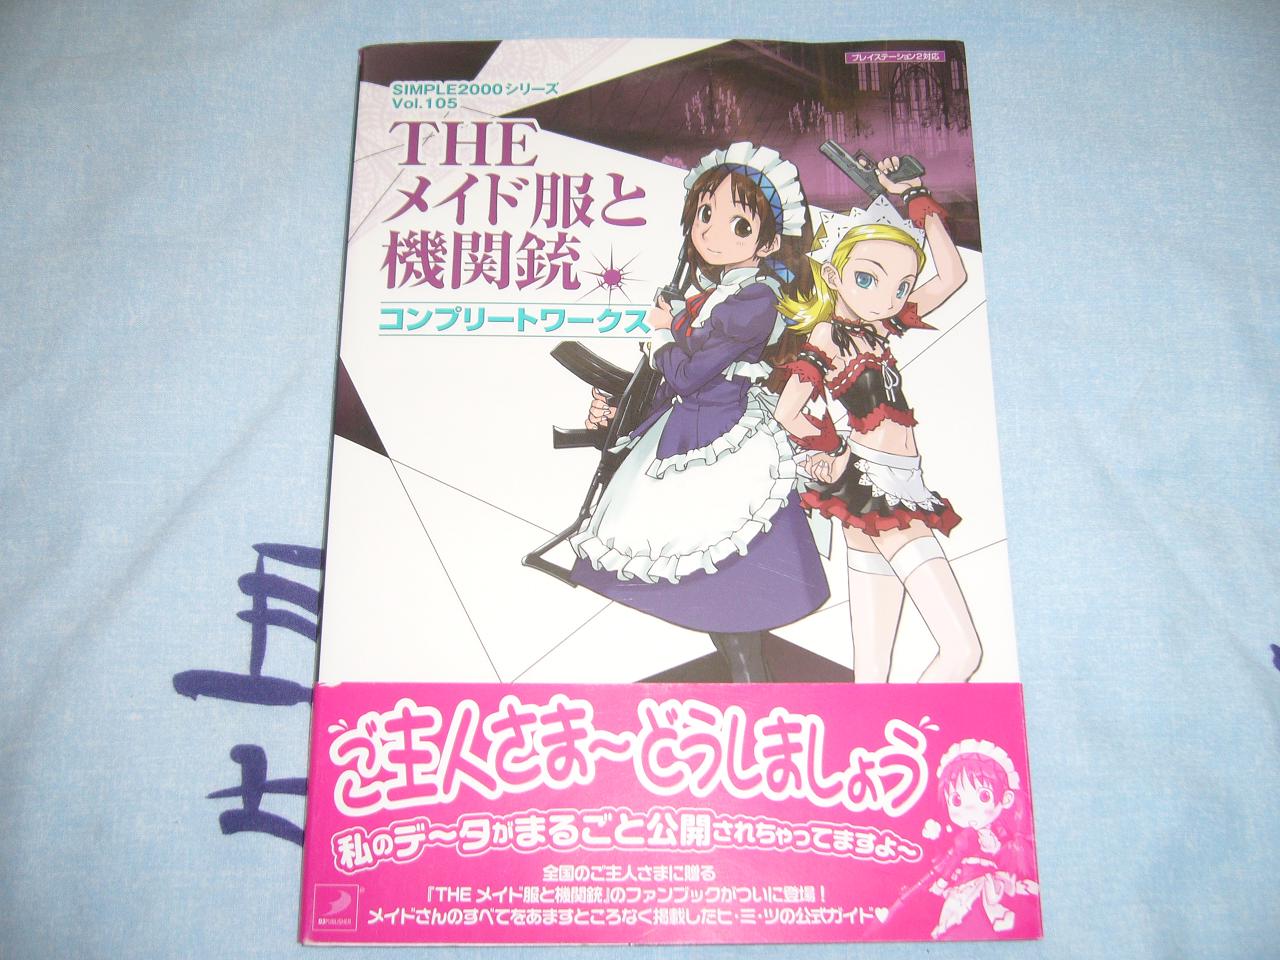 プレイステーション2対応
SIMPLE2000シリーズ
Vol.105
THE
メイド服と
機関銃
コンプリートワークス
ご主人さま～どうしましょう
私のデータがまるごと公開されちゃってますよ～
全国のご主人さまに贈る
『THE メイド服と機関銃』のファンブックがついに登場！
メイドさんのすべてをあますところなく掲載したヒ・ミ・ツの公式ガイド♥
D3PUBLISHER